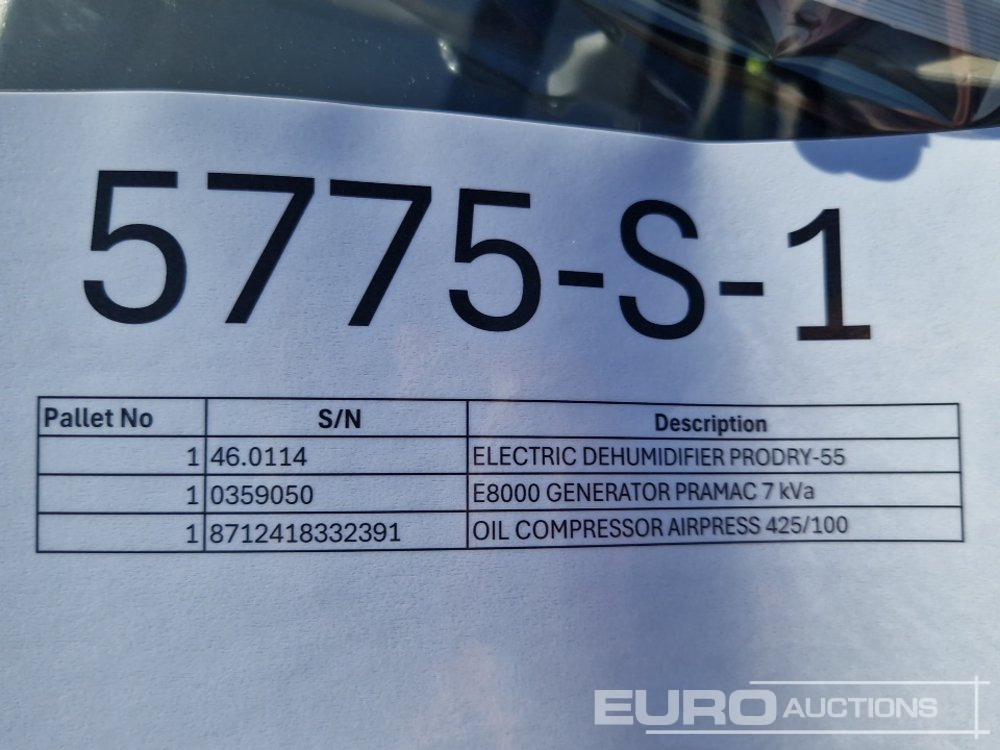 5775-S-1
Pallet No S/N Description
1 46.0114 ELECTRIC DEHUMIDIFIER PRODRY-55
1 0359050 E8000 GENERATOR PRAMAC 7 kVa
1 8712418332391 OIL COMPRESSOR AIRPRESS 425/100
EURO AUCTIONS